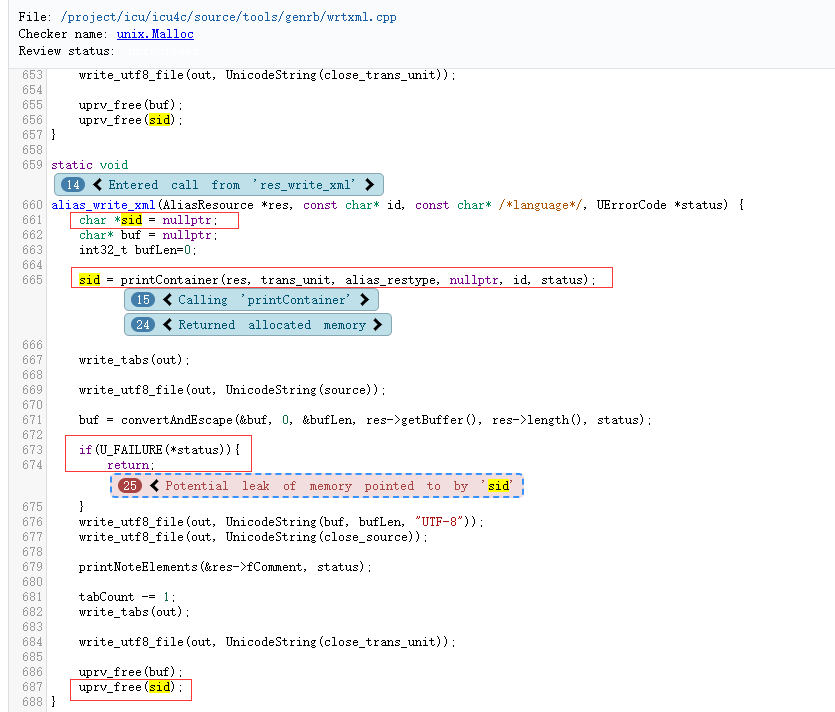 File: /project/icu/icu4c/source/tools/genrb/wrtxml.cpp
Checker name: unix.Malloc
Review status:
653 write_utf8_file(out, UnicodeString(close_trans_unit));
654
655 uprv_free(buf);
656 uprv_free(sid);
657 }
658
659 static void
14 Entered call from 'res_write_xml'
660 alias_write_xml(AliasResource *res, const char* id, const char* /*language*/, UErrorCode *status) {
661 char *sid = nullptr;
662 char* buf = nullptr;
663 int32_t bufLen=0;
664
665 sid = printContainer(res, trans_unit, alias_restype, nullptr, id, status);
15 Calling 'printContainer'
24 Returned allocated memory
666
667 write_tabs(out);
668
669 write_utf8_file(out, UnicodeString(source));
670
671 buf = convertAndEscape(&buf, 0, &bufLen, res->getBuffer(), res->length(), status);
672
673 if(U_FAILURE(*status)){
674 return;
25 Potential leak of memory pointed to by 'sid'
675 }
676 write_utf8_file(out, UnicodeString(buf, bufLen, "UTF-8"));
677 write_utf8_file(out, UnicodeString(close_source));
678
679 printNoteElements(&res->fComment, status);
680
681 tabCount -= 1;
682 write_tabs(out);
683
684 write_utf8_file(out, UnicodeString(close_trans_unit));
685
686 uprv_free(buf);
687 uprv_free(sid);
688 }